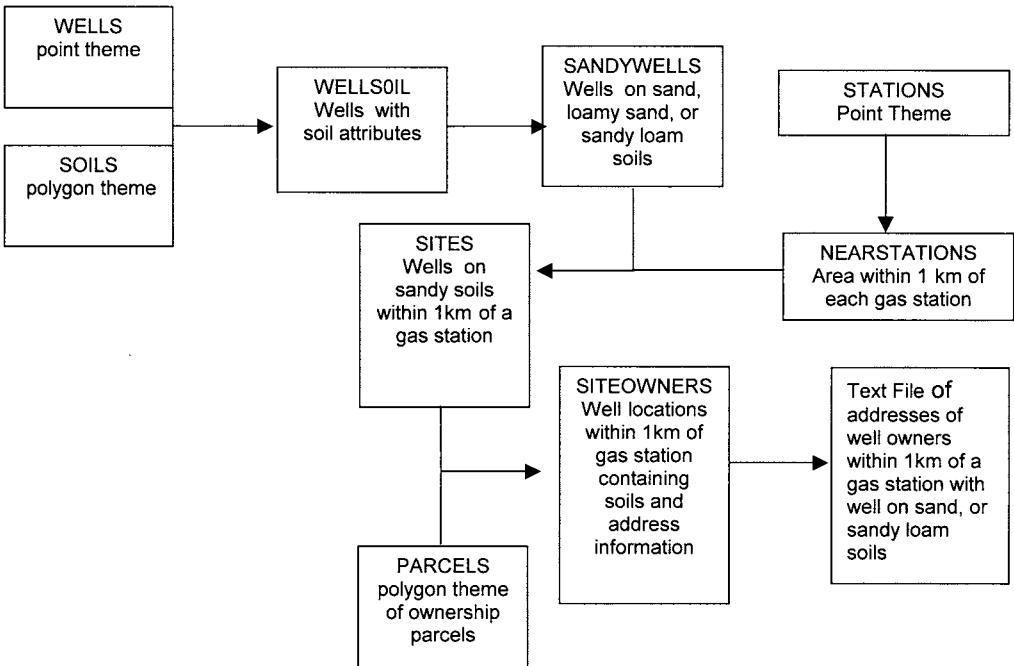 WELLS
point theme
SOILS
polygon theme
WELLS0IL
Wells with
soil attributes
SANDYWELLS
Wells on sand,
loamy sand, or
sandy loam
soils
STATIONS
Point Theme
NEARSTATIONS
Area within 1 km of
each gas station
SITES
Wells on
sandy soils
within 1km of a
gas station
SITEOWNERS
Well locations
within 1km of
gas station
containing
soils and
address
information
Text File of
addresses of
well owners
within 1km of a
gas station with
well on sand, or
sandy loam
soils
PARCELS
polygon theme
of ownership
parcels